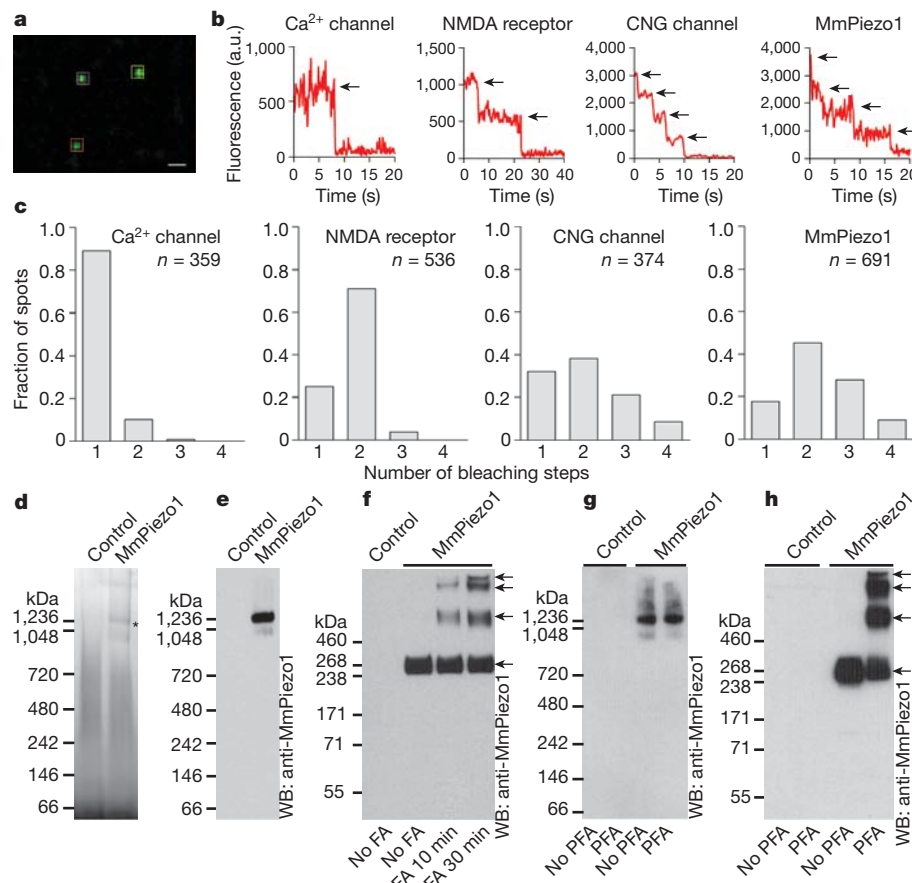 a
b
Ca2+ channel
NMDA receptor
CNG channel
MmPiezo1
Fluorescence (a.u.)
1,000
500
0
0 5 10 15 20
Time (s)
1,500
1,000
500
0
0 10 20 30 40
Time (s)
4,000
3,000
2,000
1,000
0
0 5 10 15 20
Time (s)
4,000
3,000
2,000
1,000
0
0 5 10 15 20
Time (s)
c
Fraction of spots
1.0
0.8
0.6
0.4
0.2
0
Ca2+ channel
n = 359
1 2 3 4
1.0
0.8
0.6
0.4
0.2
0
NMDA receptor
n = 536
1 2 3 4
1.0
0.8
0.6
0.4
0.2
0
CNG channel
n = 374
1 2 3 4
1.0
0.8
0.6
0.4
0.2
0
MmPiezo1
n = 691
1 2 3 4
Number of bleaching steps
d
Control
MmPiezo1
kDa
1,236
1,048
720
480
242
146
66
*
e
Control
MmPiezo1
kDa
1,236
1,048
720
480
242
146
66
WB: anti-MmPiezo1
f
Control
MmPiezo1
kDa
460
268
238
171
71
55
WB: anti-MmPiezo1
No FA
No FA
FA 10 min
FA 30 min
g
Control
MmPiezo1
kDa
1,236
1,048
720
480
242
146
66
WB: anti-MmPiezo1
No PFA
PFA
No PFA
PFA
h
Control
MmPiezo1
kDa
460
268
238
171
71
55
WB: anti-MmPiezo1
No PFA
PFA
No PFA
PFA